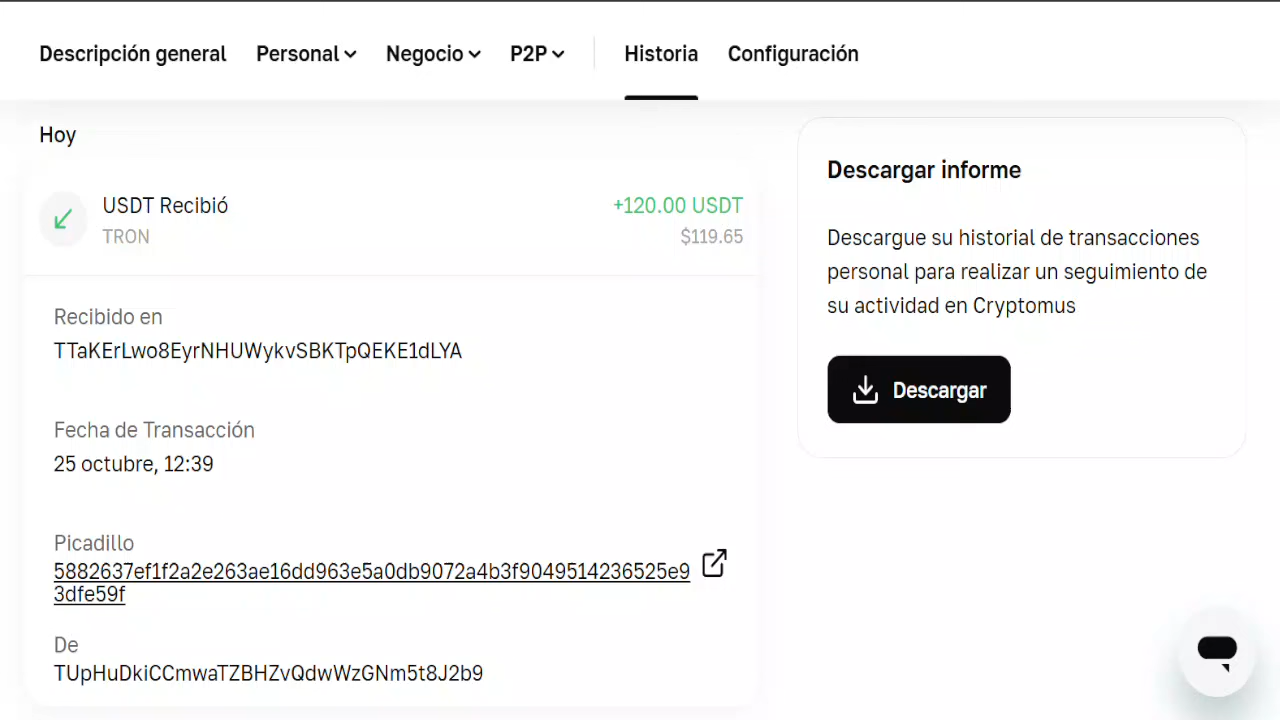 Descripción general Personal Negocio P2P Historia Configuración
Hoy
USDT Recibió
+120.00 USDT
TRON
$119.65
Recibido en
TTaKErLwo8EyrNHUWykvSBKTpQEKE1dLYA
Fecha de Transacción
25 octubre, 12:39
Picadillo
5882637ef1f2a2e263ae16dd963e5a0db9072a4b3f9049514236525e9
3dfe59f
De
TUpHuDkiCCmwaTZBHZvQdwWzGNm5t8J2b9
Descargar informe
Descargue su historial de transacciones
personal para realizar un seguimiento de
su actividad en Cryptomus
Descargar